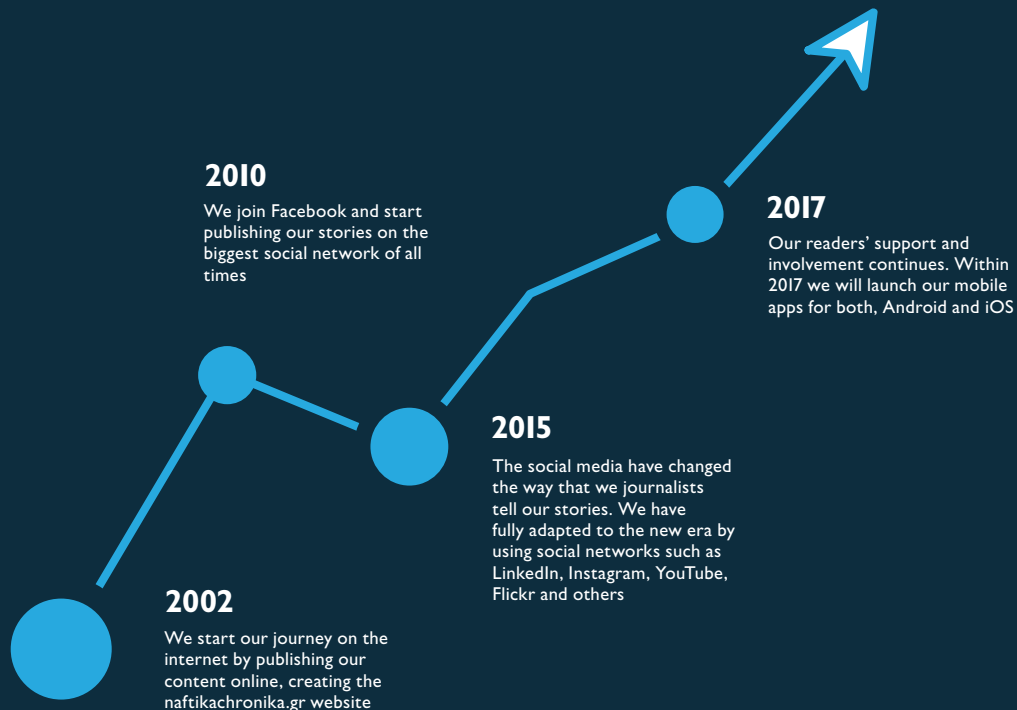 2010
We join Facebook and start
publishing our stories on the
biggest social network of all
times
2017
Our readers' support and
involvement continues. Within
2017 we will launch our mobile
apps for both, Android and iOS
2015
The social media have changed
the way that we journalists
tell our stories. We have
fully adapted to the new era by
using social networks such as
LinkedIn, Instagram, YouTube,
Flickr and others
2002
We start our journey on the
internet by publishing our
content online, creating the
naftikachronika.gr website